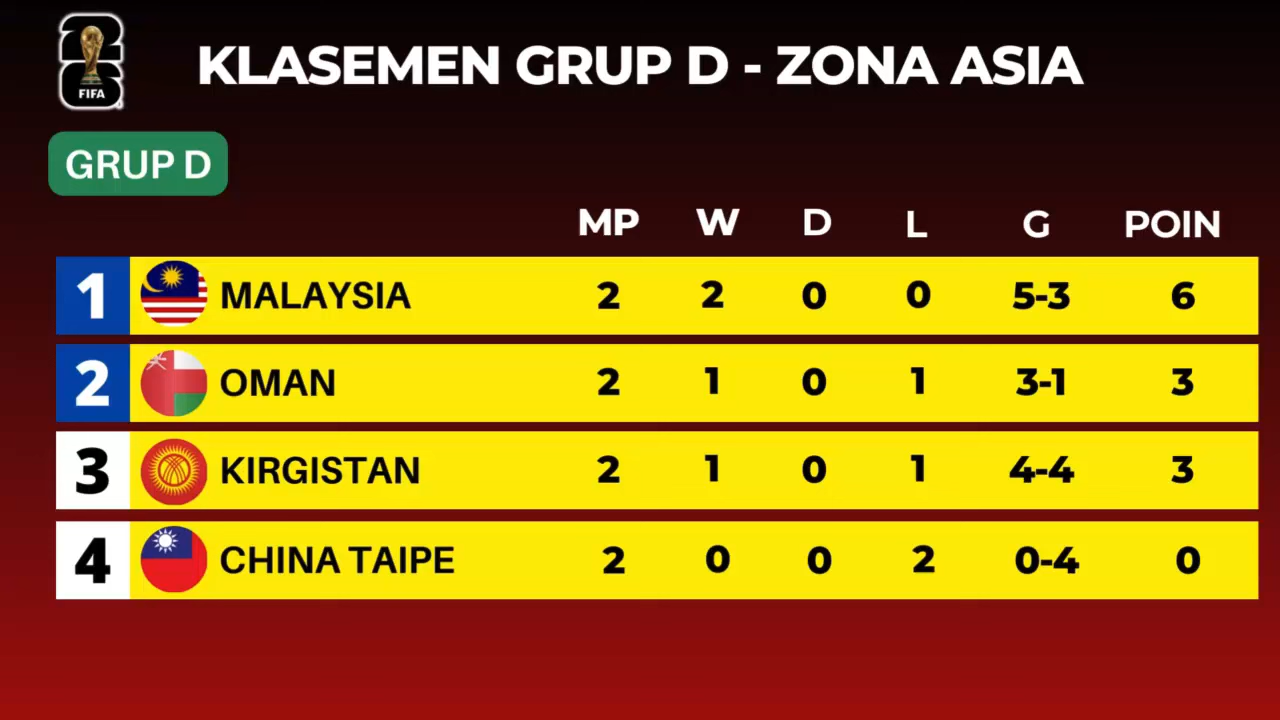 FIFA
KLASEMEN GRUP D - ZONA ASIA
GRUP D
MP W D L G POIN
1 MALAYSIA 2 2 0 0 5-3 6
2 OMAN 2 1 0 1 3-1 3
3 KIRGISTAN 2 1 0 1 4-4 3
4 CHINA TAIPE 2 0 0 2 0-4 0